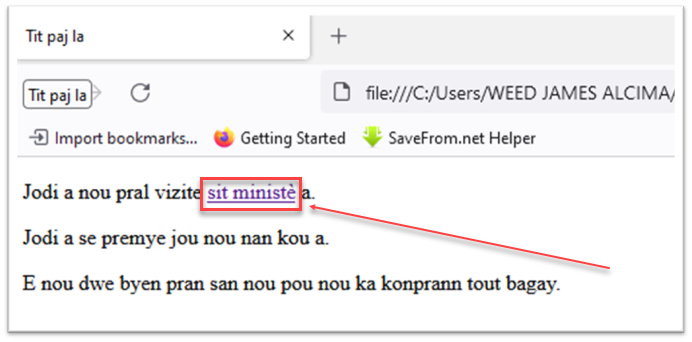 Tit paj la
Tit paj la
file:///C:/Users/WEED JAMES ALCIMA/
Import bookmarks... Getting Started SaveFrom.net Helper
Jodi a nou pral vizite sit ministè a.
Jodi a se premye jou nou nan kou a.
E nou dwe byen pran san nou pou nou ka konprann tout bagay.